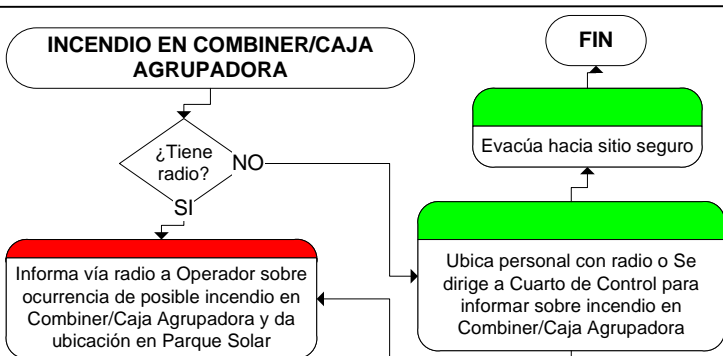 INCENDIO EN COMBINER/CAJA
AGRUPADORA
FIN
¿Tiene
radio?
NO
SI
Evacúa hacia sitio seguro
Informa vía radio a Operador sobre
ocurrencia de posible incendio en
Combiner/Caja Agrupadora y da
ubicación en Parque Solar
Ubica personal con radio o Se
dirige a Cuarto de Control para
informar sobre incendio en
Combiner/Caja Agrupadora